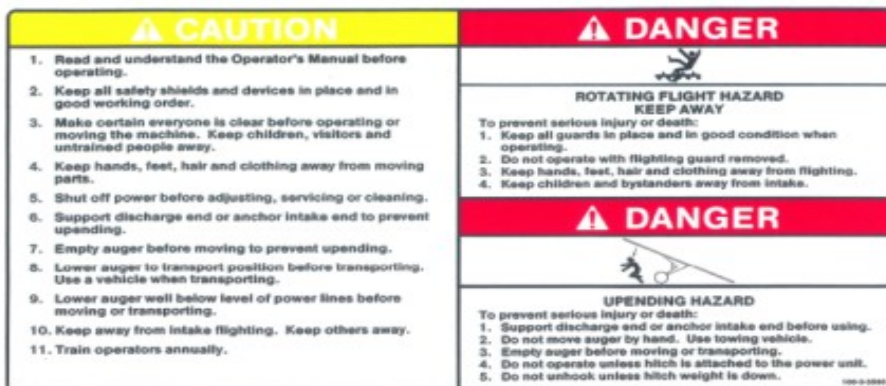 CAUTION
1. Read and understand the Operator's Manual before
operating.
2. Keep all safety shields and devices in place and in
good working order.
3. Make certain everyone is clear before operating or
moving the machine. Keep children, visitors and
untrained people away.
4. Keep hands, feet, hair and clothing away from moving
parts.
5. Shut off power before adjusting, servicing or cleaning.
6. Support discharge end or anchor intake end to prevent
upending.
7. Empty auger before moving to prevent upending.
8. Lower auger to transport position before transporting.
Use a vehicle when transporting.
9. Lower auger well below level of power lines before
moving or transporting.
10. Keep away from intake flighting. Keep others away.
11. Train operators annually.
DANGER
ROTATING FLIGHT HAZARD
KEEP AWAY
To prevent serious injury or death:
1. Keep all guards in place and in good condition when
operating.
2. Do not operate with flighting guard removed.
3. Keep hands, feet, hair and clothing away from flighting.
4. Keep children and bystanders away from intake.
DANGER
UPENDING HAZARD
To prevent serious injury or death:
1. Support discharge end or anchor intake end before using.
2. Do not move auger by hand. Use towing vehicle.
3. Empty auger before moving or transporting.
4. Do not operate unless hitch is attached to the power unit.
5. Do not unhook unless hitch weight is down.